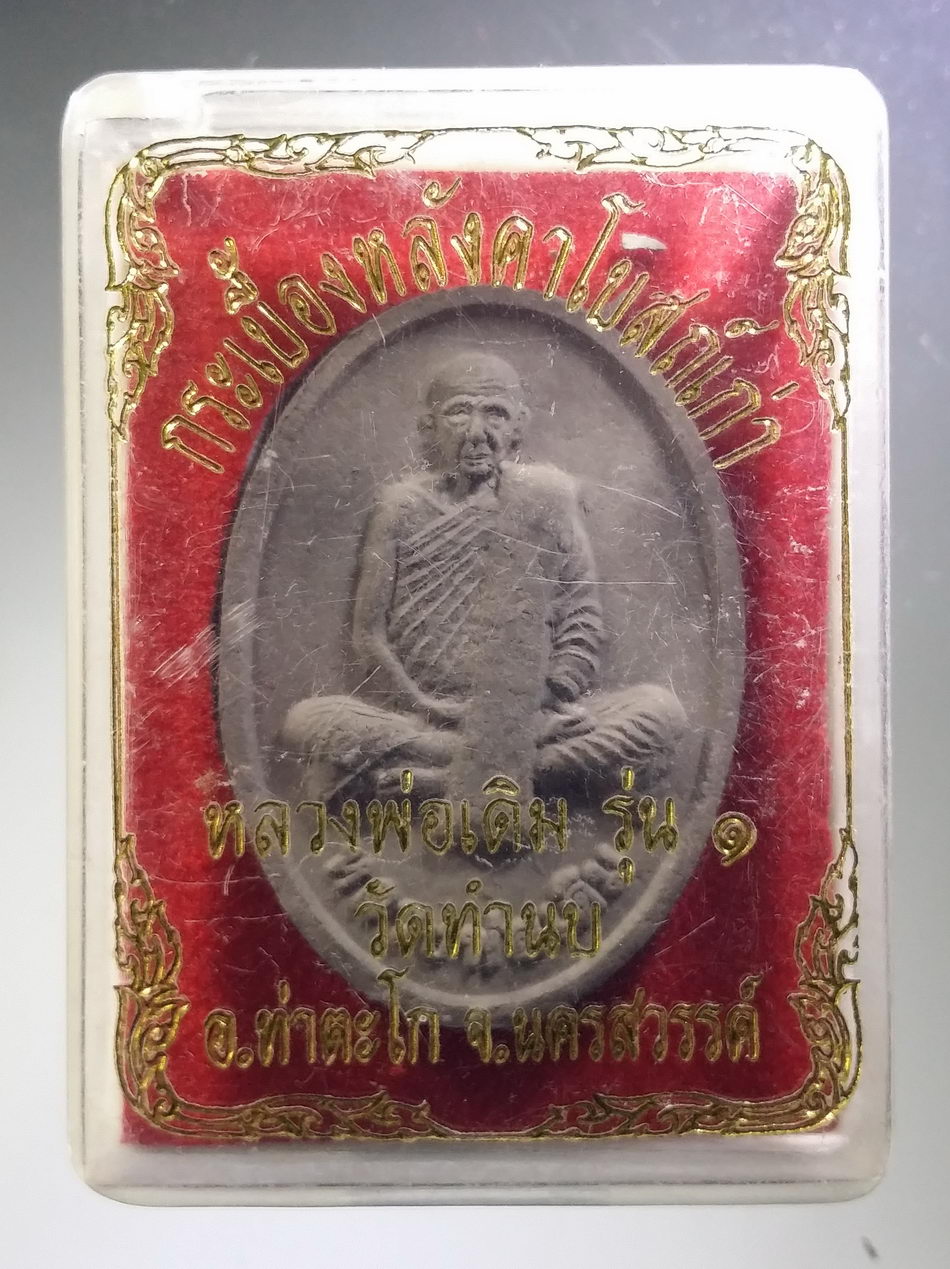 กระเบื้องหลังคาโบสถ์เก่า
หลวงพ่อเดิม รุ่น ๑
วัดทำนบ
อ.ท่าตะโก จ.นครสวรรค์